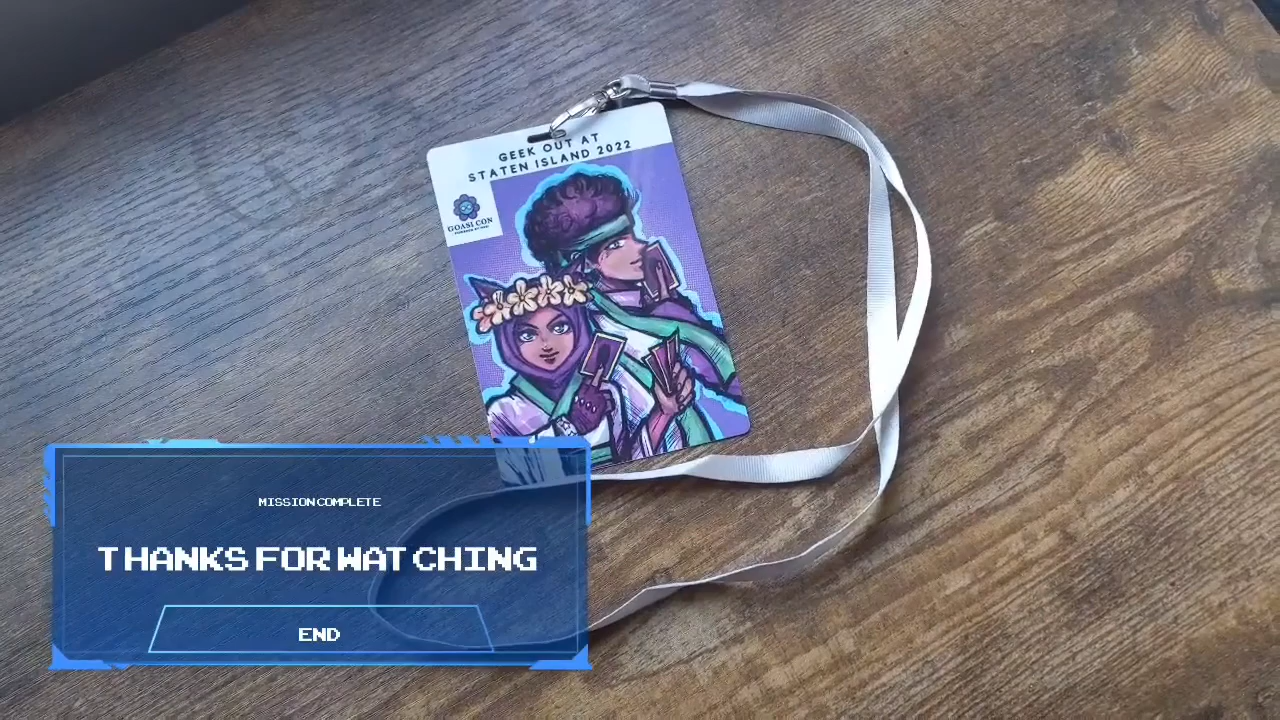 GEEK OUT AT
STATEN ISLAND 2022
GOASI CON
MISSION COMPLETE
THANKS FOR WATCHING
END